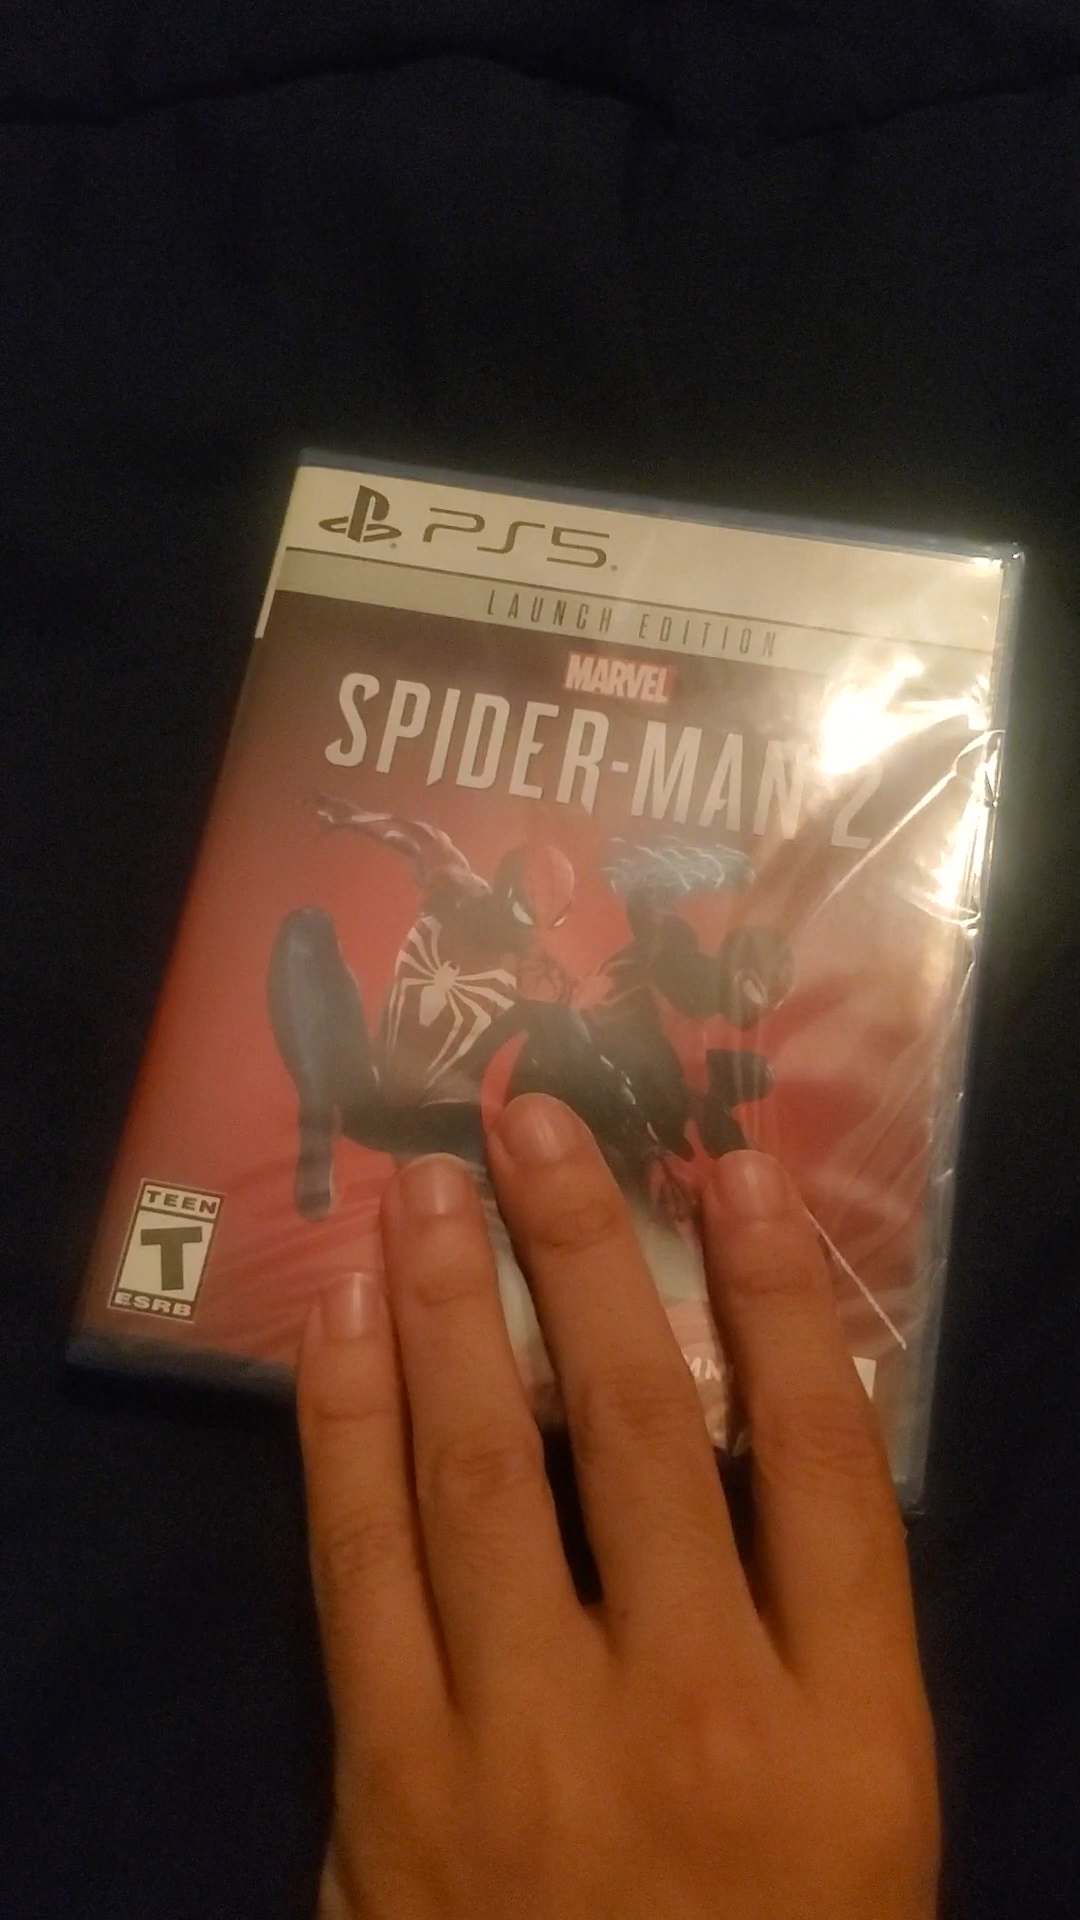 PS5
LAUNCH EDITION
MARVEL
SPIDER-MAN 2
TEEN
T
ESRB